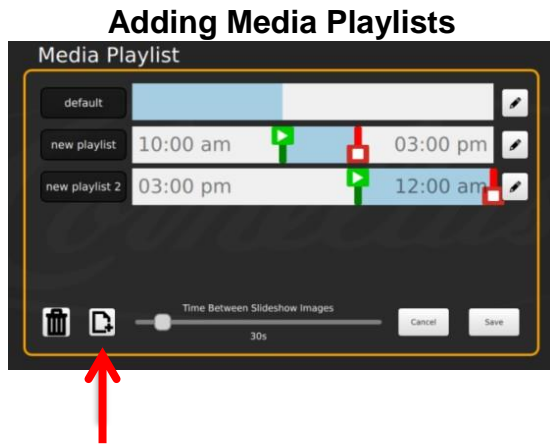 Adding Media Playlists
Media Playlist
default
new playlist
10:00 am
03:00 pm
new playlist 2
03:00 pm
12:00 am
Time Between Slideshow Images
30s
Cancel
Save